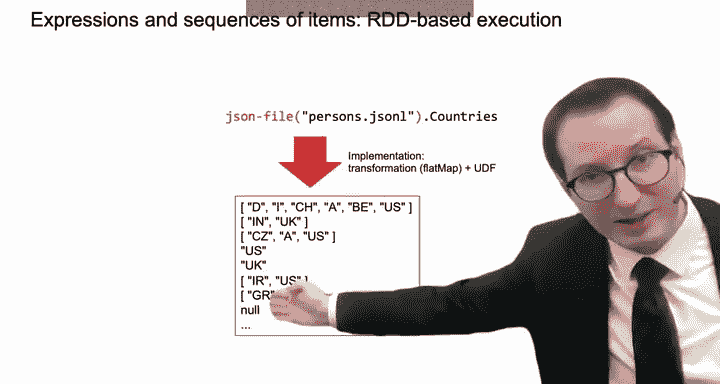 Expressions and sequences of items: RDD-based execution
json-file("persons.jsonl").Countries
Implementation:
transformation (flatMap) + UDF
[ "D", "I", "CH", "A", "BE", "US" ]
[ "IN", "UK" ]
[ "CZ", "A", "US" ]
"US"
"UK"
[ "IR", "US" ]
[ "GR"
null
...